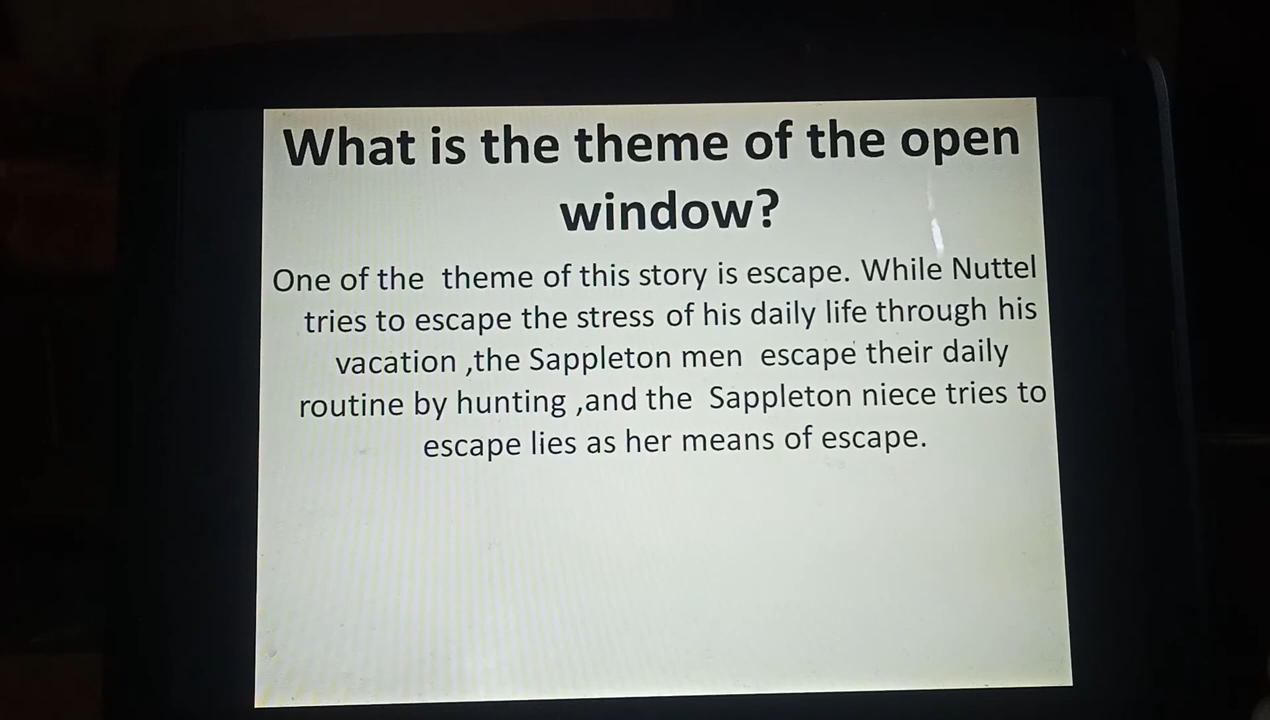 What is the theme of the open
window?
One of the theme of this story is escape. While Nuttel
tries to escape the stress of his daily life through his
vacation ,the Sappleton men escape their daily
routine by hunting ,and the Sappleton niece tries to
escape lies as her means of escape.